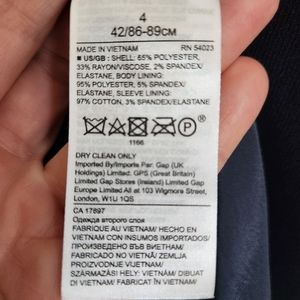 4
42/86-89CM
MADE IN VIETNAM RN 54023
■ US/GB : SHELL: 65% POLYESTER,
33% RAYON/VISCOSE, 2% SPANDEX/
ELASTANE, BODY LINING:
95% POLYESTER, 5% SPANDEX/
ELASTANE, SLEEVE LINING:
97% COTTON, 3% SPANDEX/ELASTANE.
P
1166
DRY CLEAN ONLY
Imported By/Importe Par: Gap (UK
Holdings) Limited. GPS (Great Britain)
Limited Gap Stores (Ireland) Limited Gap
Europe Limited All at 103 Wigmore Street,
London, W1U 1QS
CA 17897
Одежда второго слоя
FABRIQUE AU VIETNAM/ HECHO EN
VIETNAM CON INSUMOS IMPORTADOS/
ПРОИЗВЕДЕНО ВЪВ ВИЕТНАМ/
FABRICADO NO VIETNÃ/ ZEMLJA
PROIZVODNJE: VIJETNAM/
SZÁRMAZÁSI HELY: VIETNÁM/ DIBUAT
DI VIETNAM/ FABRICADO EN